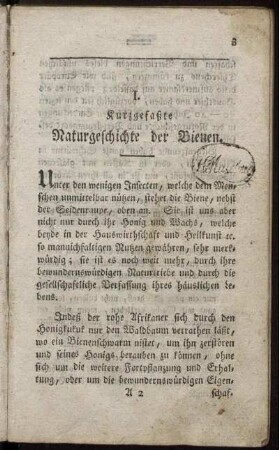 3
I.
Kurzgefaßte
Naturgeschichte der Bienen.
Unter den wenigen Insecten, welche dem Men-
schen unmittelbar nützen, stehet die Biene, nebst
der Seidenraupe, oben an. Sie ist uns aber
nicht nur durch ihr Honig und Wachs, welche
beyde in der Hauswirthschaft und Heilkunst ec.
so mannichfaltigen Nutzen gewähren, sehr merk-
würdig; sie ist es noch weit mehr, durch ihre
bewundernswürdigen Naturtriebe und durch die
gesellschaftliche Verfassung ihres häuslichen Le-
bens.
Indeß der rohe Afrikaner sich durch den
Honigkukuk nur den Waldbaum verrathen läßt,
wo ein Bienenschwarm nistet, um ihn zerstören
und seines Honigs berauben zu können, ohne
sich um die weitere Fortpflanzung und Erhal-
tung, oder um die bewundernswürdigen Eigen-
A 2 schaf-